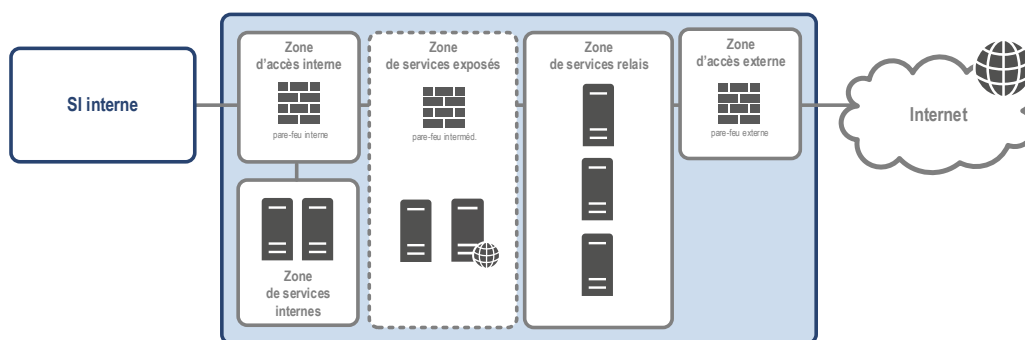 SI interne
Zone
d'accès interne
pare-feu interne
Zone
de services internes
internes
Zone
de services exposés
pare-feu interméd.
Zone
de services relais
Zone
d'accès externe
pare-feu externe
Internet